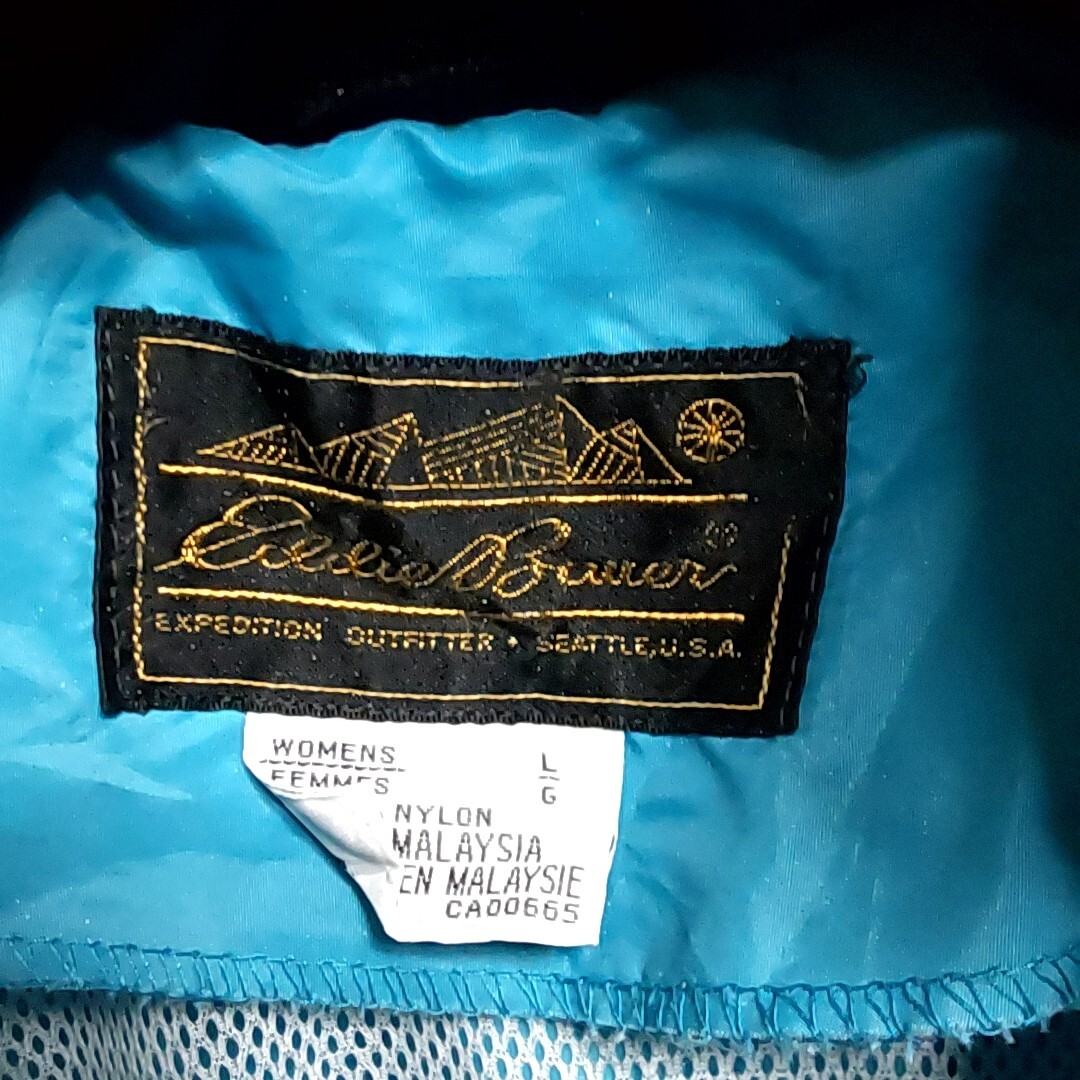 Eddie Bauer®
EXPEDITION OUTFITTER • SEATTLE, U.S.A.
WOMENS L
FEMMES G
NYLON
MALAYSIA
EN MALAYSIE
CA00665